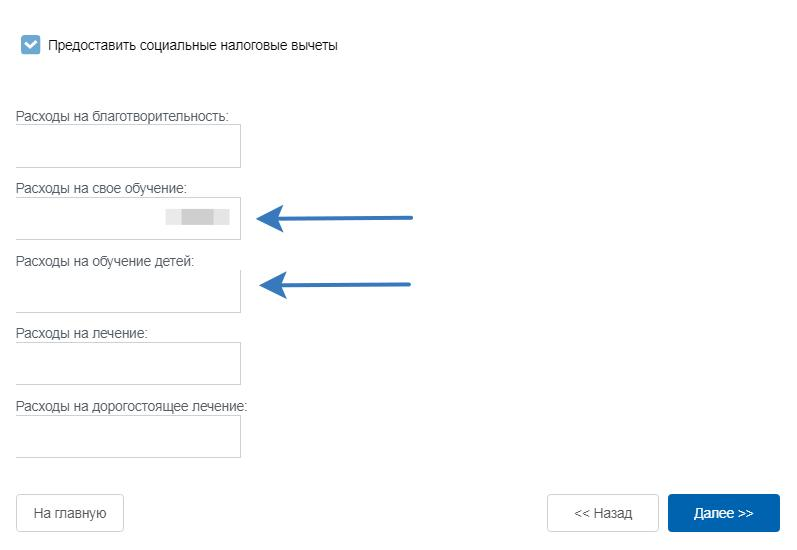 Предоставить социальные налоговые вычеты
Расходы на благотворительность:
Расходы на свое обучение:
Расходы на обучение детей:
Расходы на лечение:
Расходы на дорогостоящее лечение:
На главную
<< Назад
Далее >>